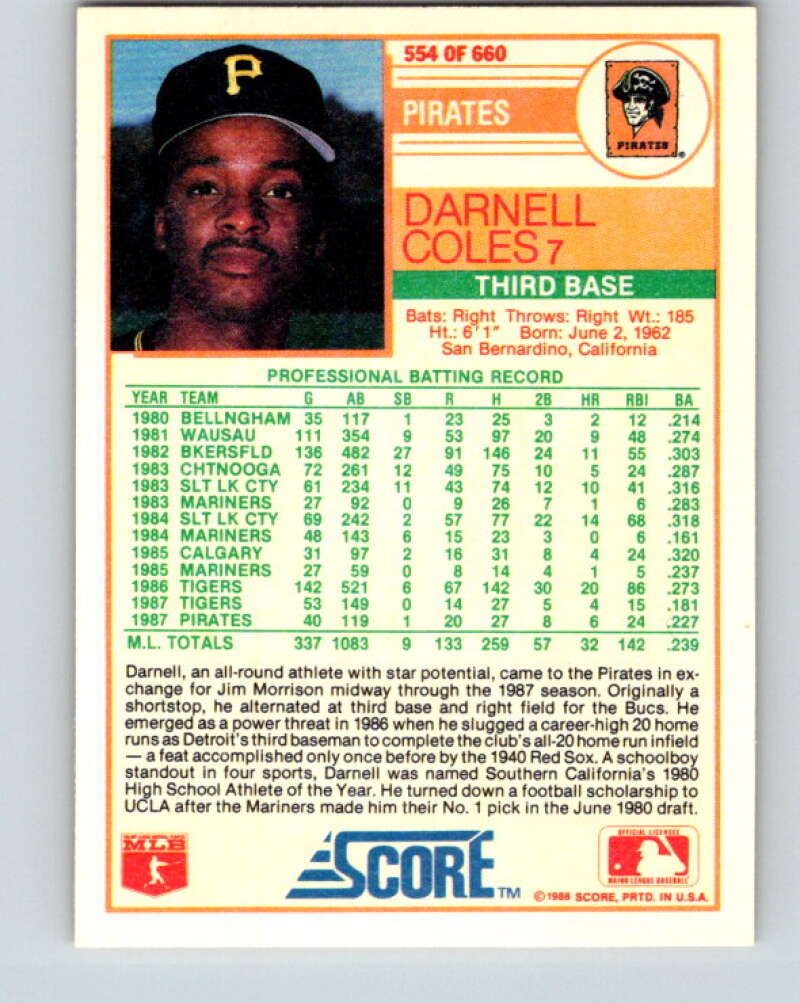 554 OF 660
P
PIRATES
PIRATES
DARNELL
COLES 7
THIRD BASE
Bats: Right Throws: Right Wt.: 185
Ht.: 6'1" Born: June 2, 1962
San Bernardino, California
PROFESSIONAL BATTING RECORD
YEAR TEAM G AB SB R H 2B HR RBI BA
1980 BELLNGHAM 35 117 1 23 25 3 2 12 .214
1981 WAUSAU 111 354 9 53 97 20 9 48 .274
1982 BKERSFLD 136 482 27 91 146 24 11 55 .303
1983 CHTNOOGA 72 261 12 49 75 10 5 24 .287
1983 SLT LK CTY 61 234 11 43 74 12 10 41 .316
1983 MARINERS 27 92 0 9 26 7 1 6 .283
1984 SLT LK CTY 69 242 2 57 77 22 14 68 .318
1984 MARINERS 48 143 6 15 23 3 0 6 .161
1985 CALGARY 31 97 2 16 31 8 4 24 .320
1985 MARINERS 27 59 0 8 14 4 1 5 .237
1986 TIGERS 142 521 6 67 142 30 20 86 .273
1987 TIGERS 53 149 0 14 27 5 4 15 .181
1987 PIRATES 40 119 1 20 27 8 6 24 .227
M.L. TOTALS 337 1083 9 133 259 57 32 142 .239
Darnell, an all-round athlete with star potential, came to the Pirates in ex-
change for Jim Morrison midway through the 1987 season. Originally a
shortstop, he alternated at third base and right field for the Bucs. He
emerged as a power threat in 1986 when he slugged a career-high 20 home
runs as Detroit's third baseman to complete the club's all-20 home run infield
— a feat accomplished only once before by the 1940 Red Sox. A schoolboy
standout in four sports, Darnell was named Southern California's 1980
High School Athlete of the Year. He turned down a football scholarship to
UCLA after the Mariners made him their No. 1 pick in the June 1980 draft.
MLB
SCORE™
OFFICIAL LICENSEE
MAJOR LEAGUE BASEBALL
©1988 SCORE, PRTD. IN U.S.A.